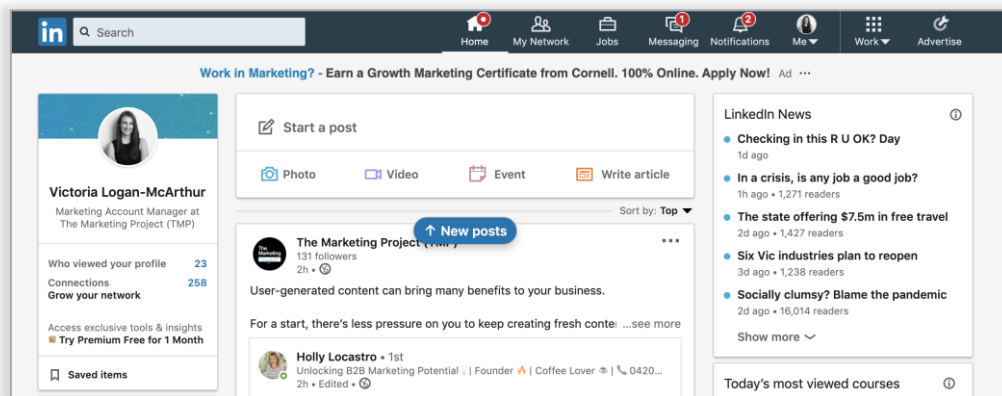 in
Search
Home
My Network
Jobs
1
Messaging
2
Notifications
Me
Work
Advertise
Work in Marketing? - Earn a Growth Marketing Certificate from Cornell. 100% Online. Apply Now! Ad ...
Victoria Logan-McArthur
Marketing Account Manager at
The Marketing Project (TMP)
Who viewed your profile 23
Connections 258
Grow your network
Access exclusive tools & insights
Try Premium Free for 1 Month
Saved items
Start a post
Photo
Video
Event
Write article
Sort by: Top
↑ New posts
The Marketing Project (TMP)
131 followers
2h •
User-generated content can bring many benefits to your business.
For a start, there's less pressure on you to keep creating fresh conte ...see more
Holly Locastro • 1st
Unlocking B2B Marketing Potential | Founder 🔥 | Coffee Lover ☕ | 📞 0420...
2h • Edited •
LinkedIn News
Checking in this R U OK? Day
1d ago
In a crisis, is any job a good job?
1h ago • 1,271 readers
The state offering $7.5m in free travel
2d ago • 1,427 readers
Six Vic industries plan to reopen
3d ago • 1,238 readers
Socially clumsy? Blame the pandemic
2d ago • 16,014 readers
Show more
Today's most viewed courses